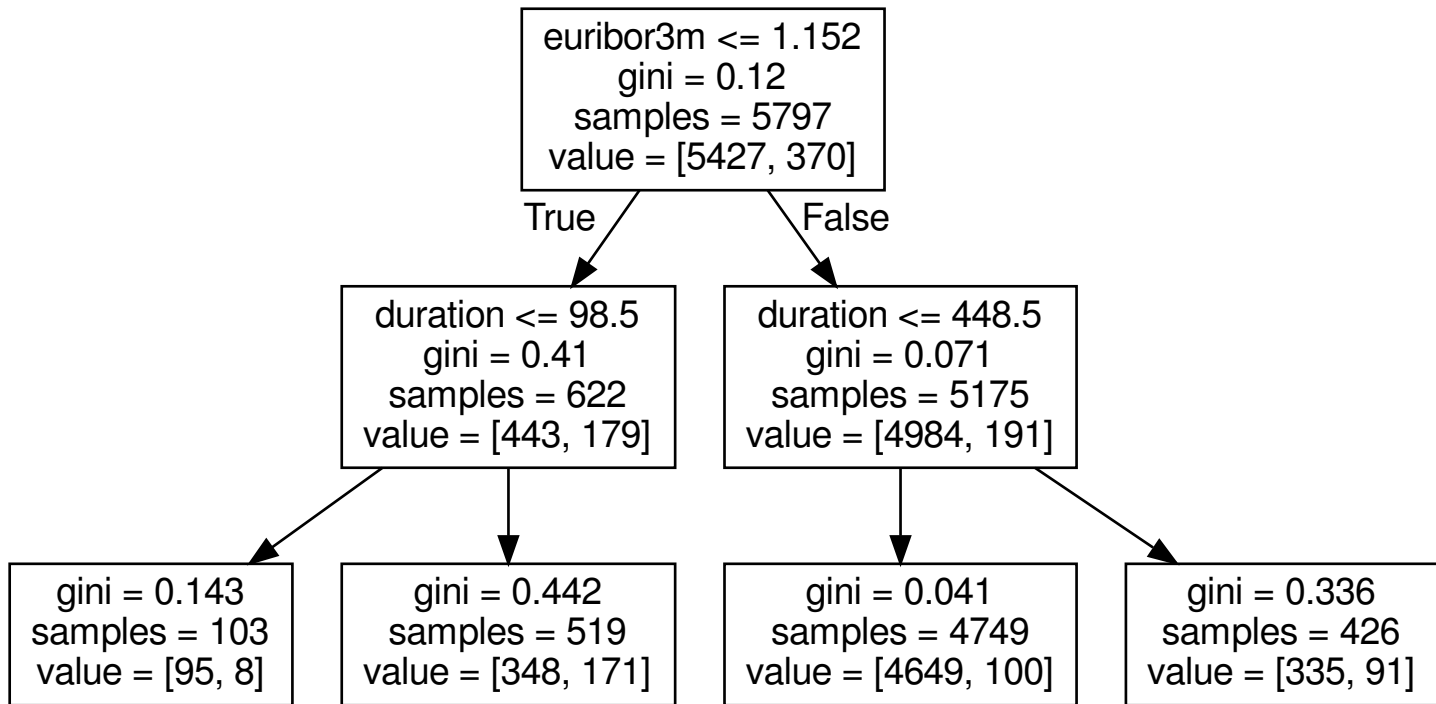 euribor3m <= 1.152
gini = 0.12
samples = 5797
value = [5427, 370]
True
False
duration <= 98.5
gini = 0.41
samples = 622
value = [443, 179]
duration <= 448.5
gini = 0.071
samples = 5175
value = [4984, 191]
gini = 0.143
samples = 103
value = [95, 8]
gini = 0.442
samples = 519
value = [348, 171]
gini = 0.041
samples = 4749
value = [4649, 100]
gini = 0.336
samples = 426
value = [335, 91]